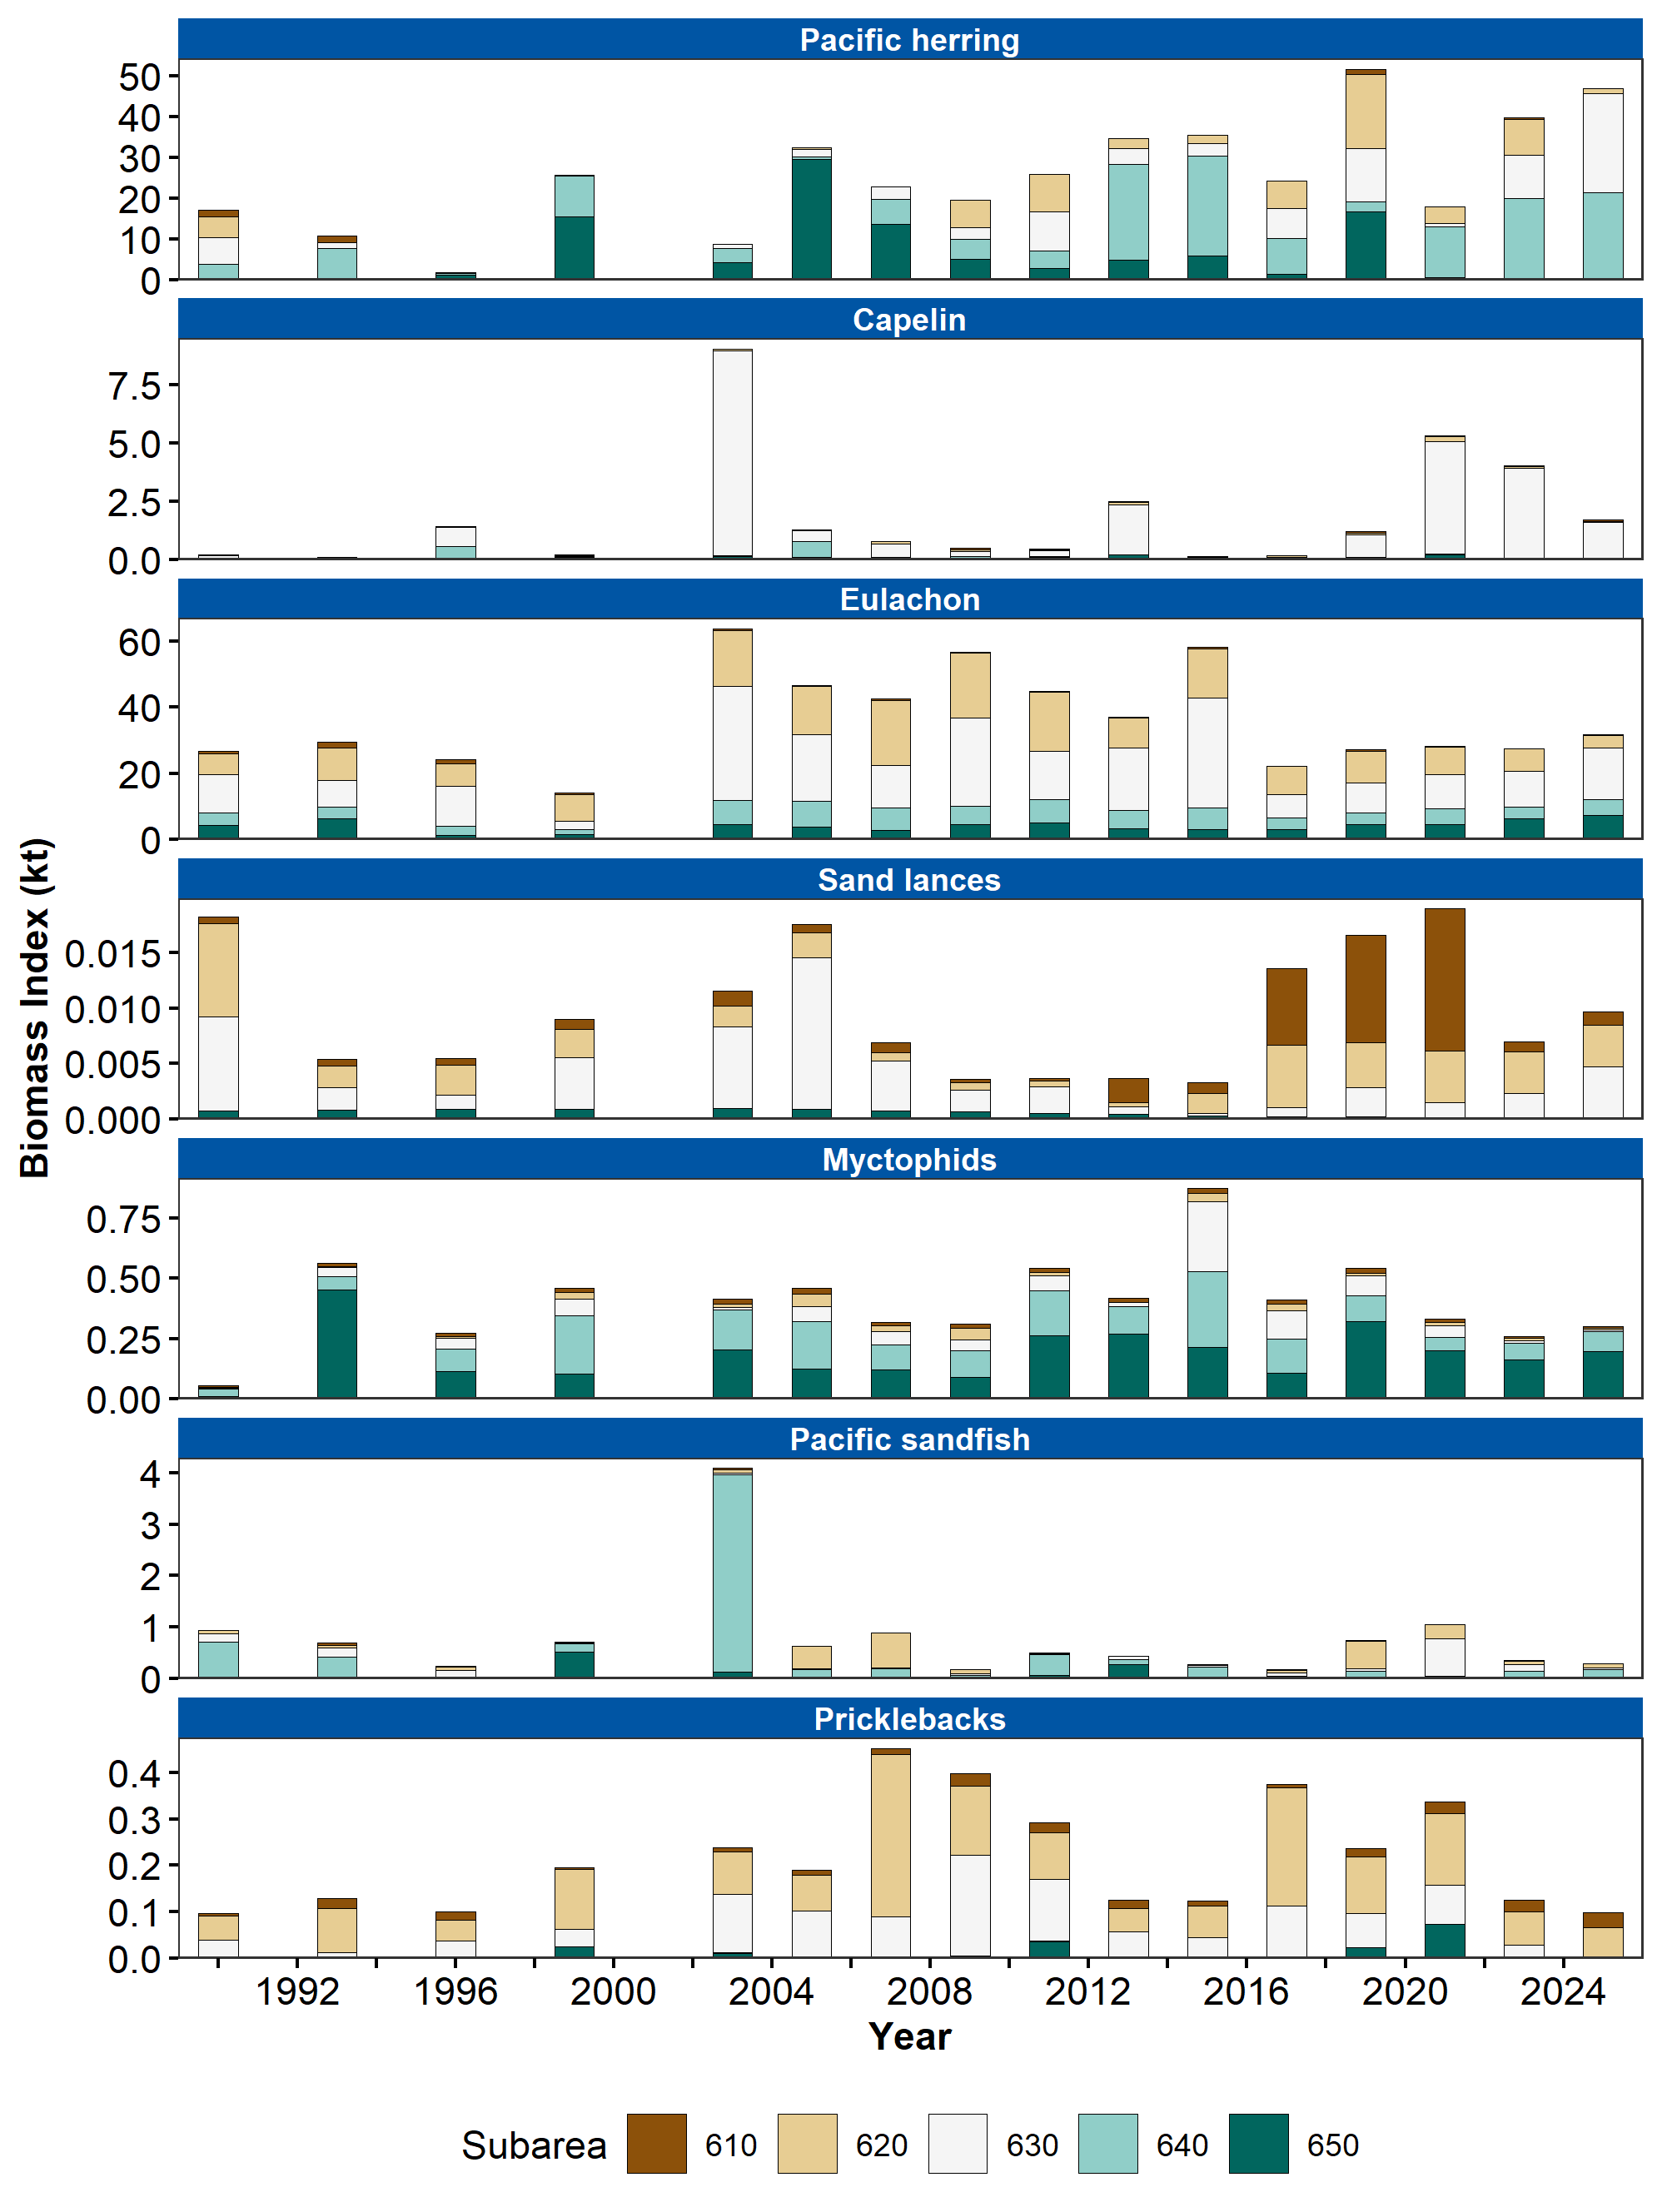 Pacific herring
50
40
30
20
10
0
Capelin
7.5
5.0
2.5
0.0
Eulachon
60
40
20
0
Sand lances
0.015
0.010
0.005
0.000
Biomass Index (kt)
Myctophids
0.75
0.50
0.25
0.00
Pacific sandfish
4
3
2
1
0
Pricklebacks
0.4
0.3
0.2
0.1
0.0
1992 1996 2000 2004 2008 2012 2016 2020 2024
Year
Subarea 610 620 630 640 650